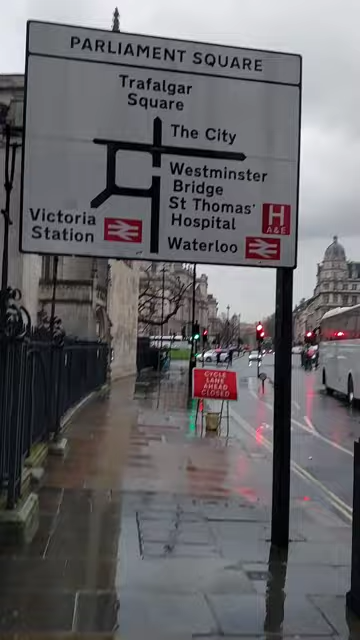 PARLIAMENT SQUARE
Trafalgar
Square
The City
Westminster
Bridge
St Thomas'
Hospital
H
A&E
Victoria
Station
Waterloo
CYCLE
LANE
AHEAD
CLOSED